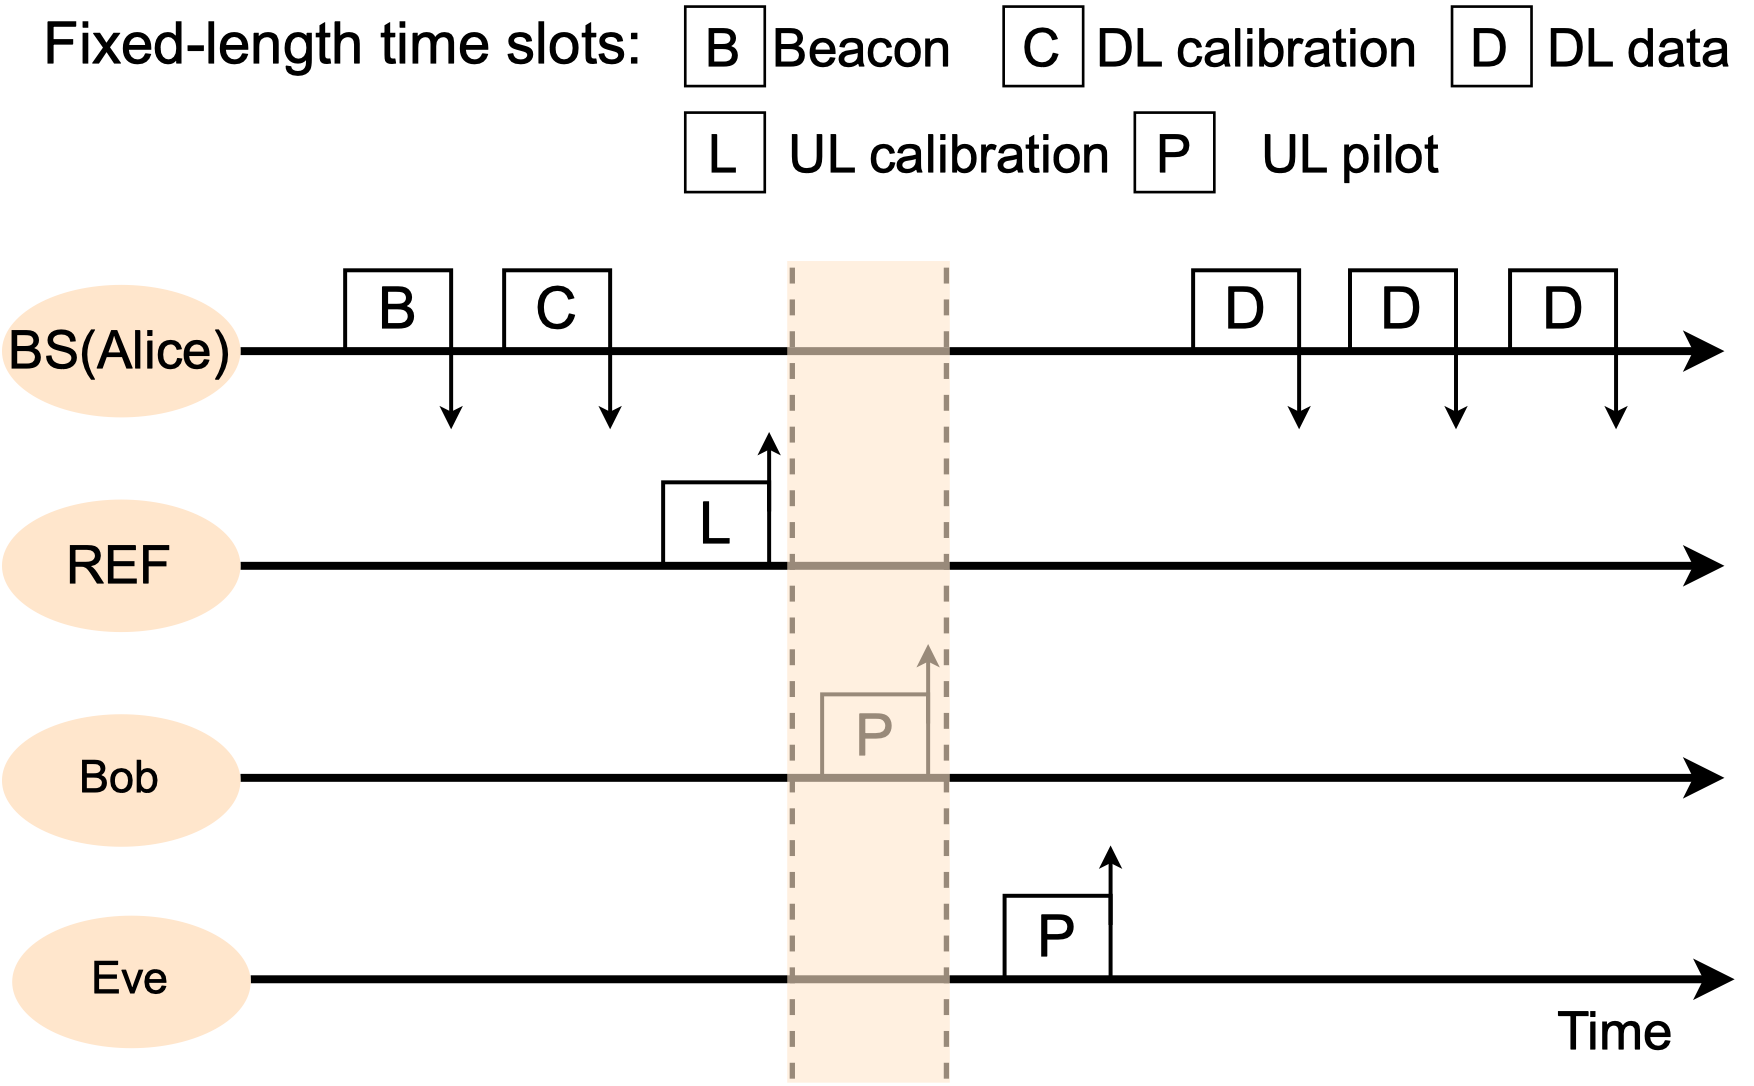 Fixed-length time slots: B Beacon C DL calibration D DL data
L UL calibration P UL pilot
BS(Alice) B C D D D
REF L
Bob P
Eve P
Time